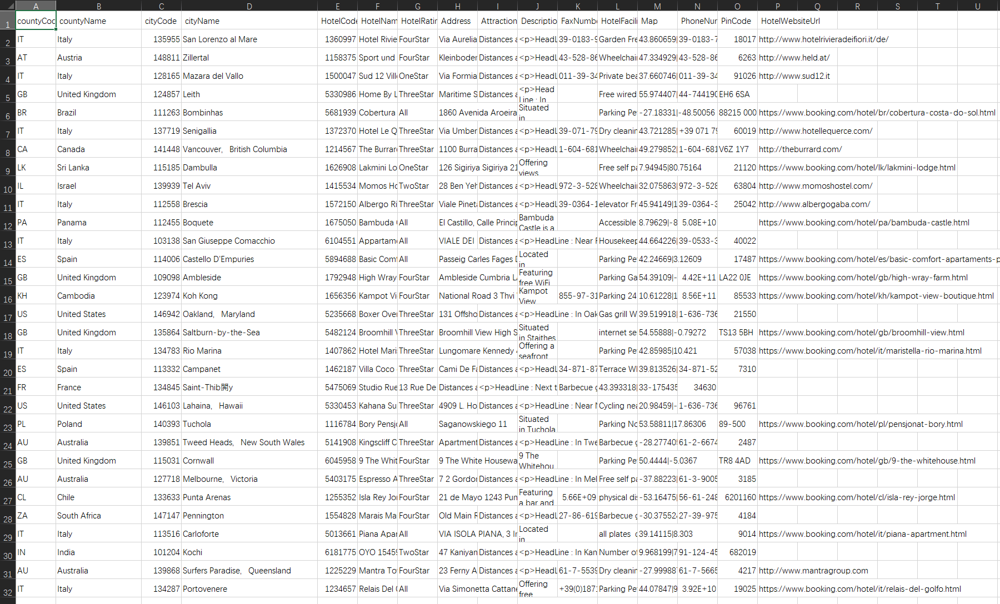 A B C D E F G H I J K L M N O P Q R S T U
1 countyCoc countyName cityCode cityName HotelCode HotelNam HotelRatin Address Attraction Descriptio FaxNumbe HotelFacili Map PhoneNur PinCode HotelWebsiteUrl
2 IT Italy 135955 San Lorenzo al Mare 1360997 Hotel Rivie FourStar Via Aurelia Distances a <p>HeadL 39-0183-9 Garden Fre 43.860659| 39-0183-7 18017 http://www.hotelrivieradeifiori.it/de/
3 AT Austria 148811 Zillertal 1158375 Sport und FourStar Kleinboder Distances a <p>HeadL 43-528-86 Wheelchair 47.334929| 43-528-86 6263 http://www.held.at/
4 IT Italy 128165 Mazara del Vallo 1500047 Sud 12 Ville OneStar Via Formia Distances a <p>HeadL 011-39-34 Private bea 37.660746| 011-39-34 91026 http://www.sud12.it
5 GB United Kingdom 124857 Leith 5330986 Home By L ThreeStar Maritime S Distances a <p>Head Line : In Free wired 55.974407| 44-744190 EH6 6SA
6 BR Brazil 111263 Bombinhas 5681939 Cobertura All 1860 Avenida Aroeira Situated in Parking Pe -27.18331|-48.50056 88215 000 https://www.booking.com/hotel/br/cobertura-costa-do-sol.html
7 IT Italy 137719 Senigallia 1372370 Hotel Le Q ThreeStar Via Umber Distances a <p>HeadL 39-071-79 Dry cleanin 43.721285| +39 071 79 60019 http://www.hotellequerce.com/
8 CA Canada 141448 Vancouver, British Columbia 1214567 The Burrar ThreeStar 1100 Burra Distances a <p>HeadL 1-604-681 Wheelchair 49.279852| 1-604-681 V6Z 1Y7 http://theburrard.com/
9 LK Sri Lanka 115185 Dambulla 1626908 Lakmini Lo OneStar 126 Sigiriya Sigiriya 21 Offering views Free self pa 7.94945|80.75164 21120 https://www.booking.com/hotel/lk/lakmini-lodge.html
10 IL Israel 139939 Tel Aviv 1415534 Momos Ho TwoStar 28 Ben Yeh Distances a <p>HeadL 972-3-528 Wheelchair 32.075863| 972-3-528 63804 http://www.momoshostel.com/
11 IT Italy 112558 Brescia 1572150 Albergo Ri ThreeStar Viale Pineta Distances a <p>HeadL 39-0364-1 elevator Fr 45.94149|1 39-0364-3 25042 http://www.albergogaba.com/
12 PA Panama 112455 Boquete 1675050 Bambuda All El Castillo, Calle Princip Bambuda Castle is a Accessible 8.79629|-8 5.08E+10 https://www.booking.com/hotel/pa/bambuda-castle.html
13 IT Italy 103138 San Giuseppe Comacchio 6104551 Appartame All VIALE DEI Distances a <p>HeadLine : Near Housekeep 44.664226| 39-0533-3 40022
14 ES Spain 114006 Castello D'Empuries 5894688 Basic Comf All Passeig Carles Fages D Located in Parking Pe 42.24669|3.12609 17487 https://www.booking.com/hotel/es/basic-comfort-apartaments-p
15 GB United Kingdom 109098 Ambleside 1792948 High Wray FourStar Ambleside Cumbria LA Featuring free WiFi Parking Ga 54.39109|- 4.42E+11 LA22 0JE https://www.booking.com/hotel/gb/high-wray-farm.html
16 KH Cambodia 123974 Koh Kong 1656356 Kampot Vi FourStar National Road 3 Thvi Kampot View 855-97-31 Parking 24 10.61228|1 8.56E+11 85533 https://www.booking.com/hotel/kh/kampot-view-boutique.html
17 US United States 146942 Oakland, Maryland 5235668 Boxer Over ThreeStar 131 Offsho Distances a <p>HeadLine : In Oak Gas grill W 39.519918| 1-636-736 21550
18 GB United Kingdom 135864 Saltburn-by-the-Sea 5482124 Broomhill V ThreeStar Broomhill View High S Situated in Staithes internet se 54.55888|-0.79272 TS13 5BH https://www.booking.com/hotel/gb/broomhill-view.html
19 IT Italy 134783 Rio Marina 1407862 Hotel Maris ThreeStar Lungomare Kennedy Offering a seafront Parking Pe 42.85985|10.421 57038 https://www.booking.com/hotel/it/maristella-rio-marina.html
20 ES Spain 113332 Campanet 1462187 Villa Coco ThreeStar Cami De Fa Distances a <p>HeadL 34-871-87 Terrace WI 39.813526| 34-871-52 7310
21 FR France 134845 Saint-Thib開y 5475069 Studio Rue 13 Rue De Distances a <p>HeadLine : Next t Barbecue g 43.393318| 33-175435 34630
22 US United States 146103 Lahaina, Hawaii 5330453 Kahana Su ThreeStar 4909 L. Ho Distances a <p>HeadLine : Near N Cycling nea 20.98459|- 1-636-736 96761
23 PL Poland 140393 Tuchola 1116784 Bory Pensjo All Saganowskiego 11 Situated in Tuchola Parking No 53.58811|17.86306 89-500 https://www.booking.com/hotel/pl/pensjonat-bory.html
24 AU Australia 139851 Tweed Heads, New South Wales 5141908 Kingscliff C ThreeStar Apartment Distances a <p>HeadLine : In Twe Barbecue g -28.27740 61-2-6674 2487
25 GB United Kingdom 115031 Cornwall 6045958 9 The Whit FourStar 9 The White Housewa 9 The Whitehou Parking Pe 50.4444|-5.0367 TR8 4AD https://www.booking.com/hotel/gb/9-the-whitehouse.html
26 AU Australia 127718 Melbourne, Victoria 5403175 Espresso A ThreeStar 7 2 Gordon Distances a <p>HeadLine : In Mel Free self pa -37.88223| 61-3-9005 3185
27 CL Chile 133633 Punta Arenas 1255352 Isla Rey Jor FourStar 21 de Mayo 1243 Pun Featuring a bar and 5.66E+09 physical dis -53.16475| 56-61-248 6201160 https://www.booking.com/hotel/cl/isla-rey-jorge.html
28 ZA South Africa 147147 Pennington 1554828 Marais Ma FourStar Old Main R Distances a <p>HeadL 27-86-619 Barbecue g -30.37552 27-39-975 4184
29 IT Italy 113516 Carloforte 5013661 Piana Apar All VIA ISOLA PIANA, 3 Ir Located in all plates 39.14115|8.303 9014 https://www.booking.com/hotel/it/piana-apartment.html
30 IN India 101204 Kochi 6181775 OYO 15459 TwoStar 47 Kaniyan Distances a <p>HeadLine : In Kan Number of 9.968199|7 91-124-45 682019
31 AU Australia 139868 Surfers Paradise, Queensland 1225229 Mantra To FourStar 23 Ferny A Distances a <p>HeadL 61-7-5539 Dry cleanin -27.99988 61-7-5665 4217 http://www.mantragroup.com
32 IT Italy 134287 Portovenere 1234657 Relais Del All Via Simonetta Cattane Offering free +39(0)187 Parking Pe 44.07847|9 3.92E+10 19025 https://www.booking.com/hotel/it/relais-del-golfo.html